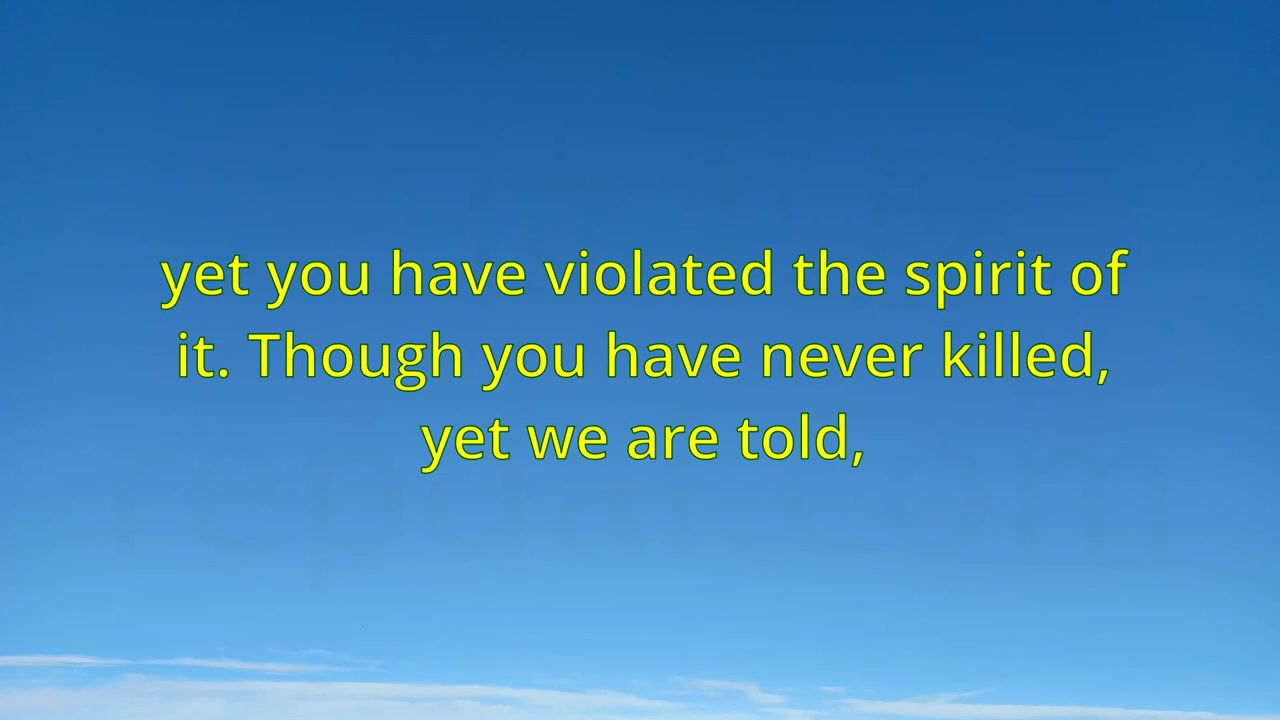 yet you have violated the spirit of
it. Though you have never killed,
yet we are told,